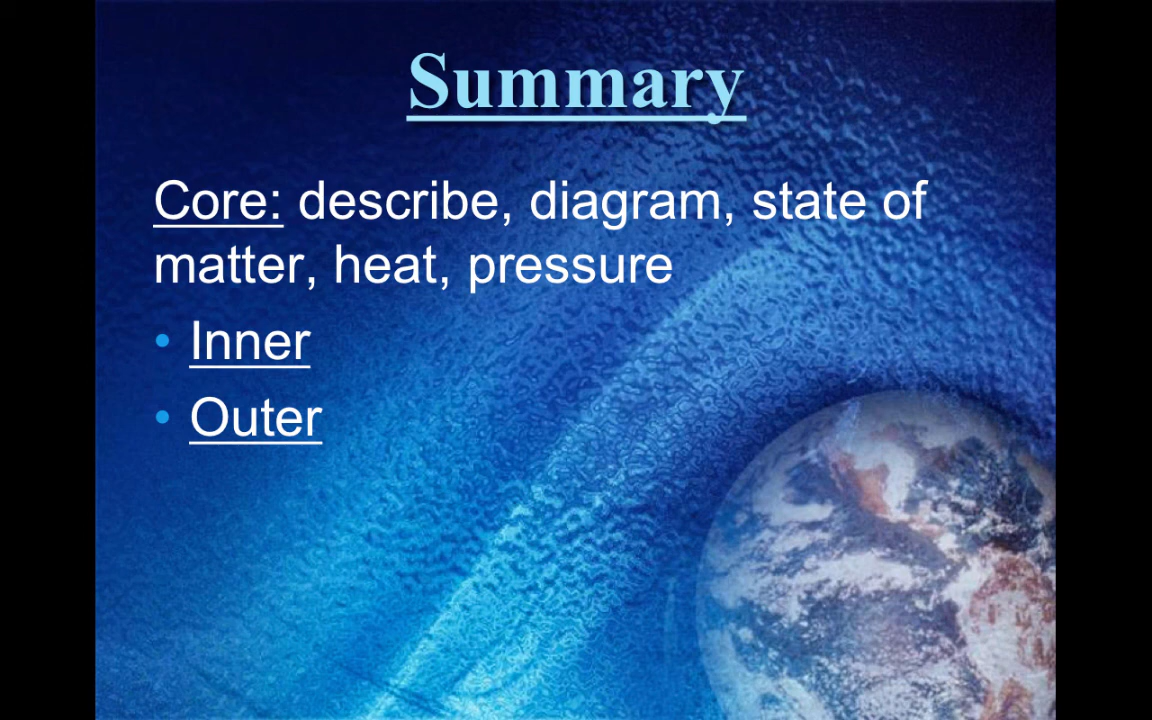 Summary
Core: describe, diagram, state of
matter, heat, pressure
• Inner
• Outer